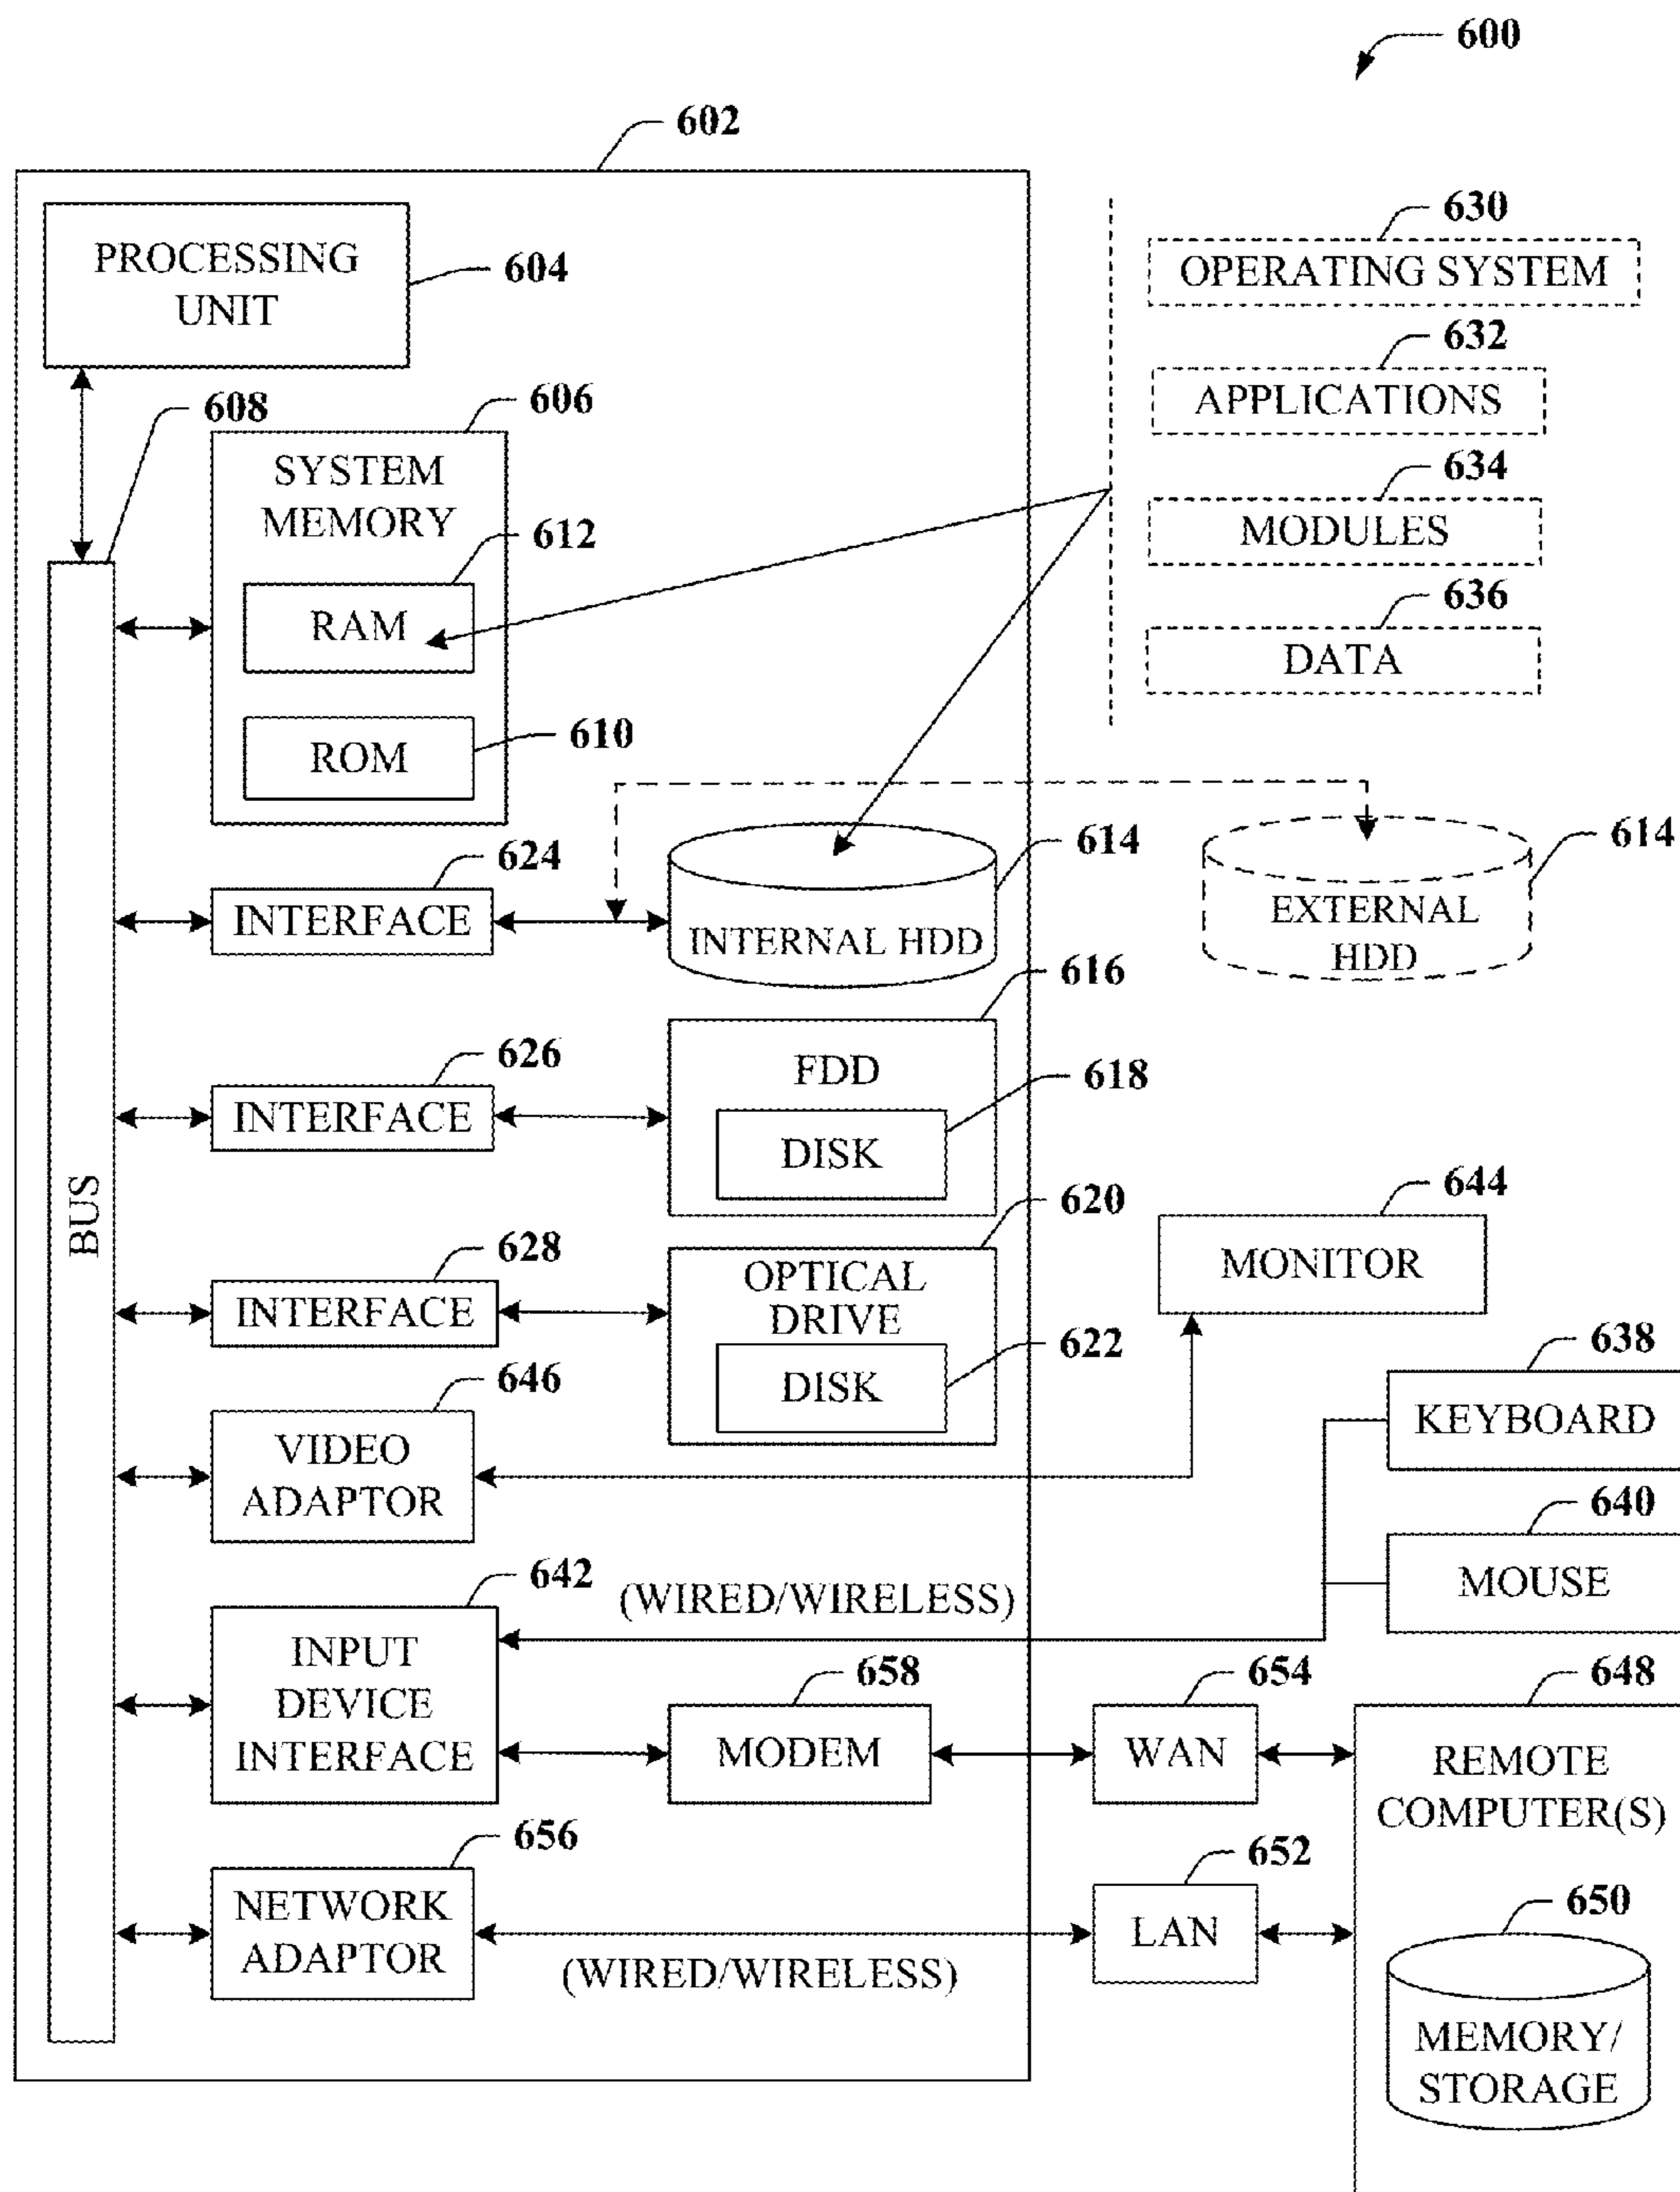 600
602
PROCESSING
UNIT
604
630
OPERATING SYSTEM
632
APPLICATIONS
634
MODULES
636
DATA
608
606
SYSTEM
MEMORY
612
RAM
610
ROM
BUS
624
INTERFACE
614
INTERNAL HDD
614
EXTERNAL
HDD
626
INTERFACE
616
FDD
618
DISK
628
INTERFACE
620
OPTICAL
DRIVE
622
DISK
644
MONITOR
646
VIDEO
ADAPTOR
638
KEYBOARD
640
MOUSE
642
INPUT
DEVICE
INTERFACE
(WIRED/WIRELESS)
658
MODEM
654
WAN
648
REMOTE
COMPUTER(S)
656
NETWORK
ADAPTOR
(WIRED/WIRELESS)
652
LAN
650
MEMORY/
STORAGE